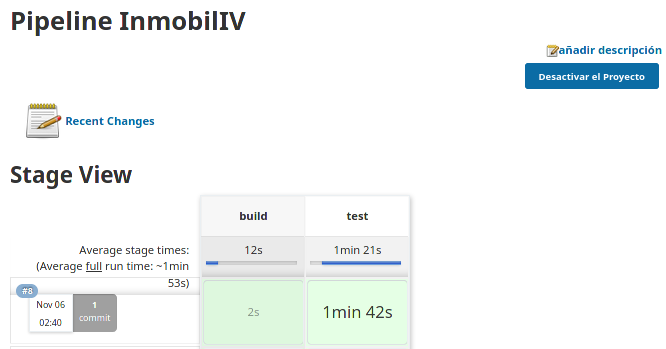 Pipeline InmobilIV
añadir descripción
Desactivar el Proyecto
Recent Changes
Stage View
build test
Average stage times: 12s 1min 21s
(Average full run time: ~1min
53s)
#8
Nov 06 1
02:40 commit
2s 1min 42s